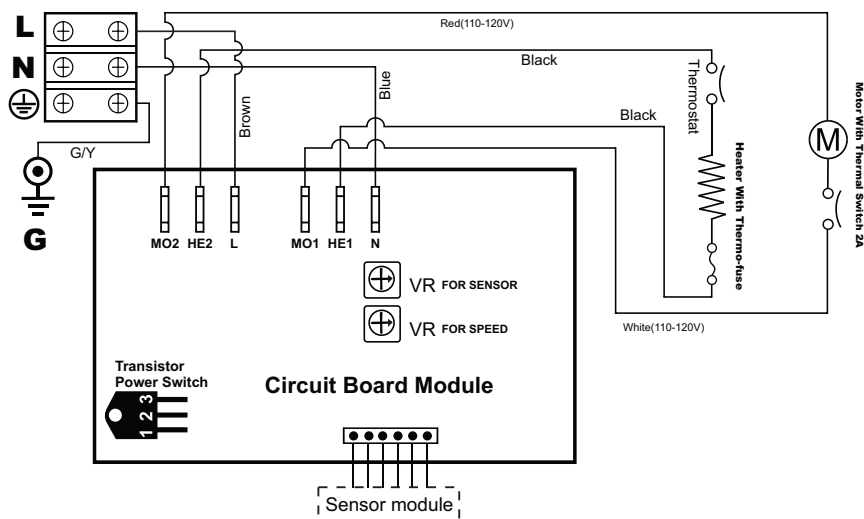 L
N
G
G/Y
Red(110-120V)
Black
Blue
Brown
Black
Thermostat
Heater With Thermo-fuse
M
Motor With Thermal Switch 2A
MO2 HE2 L MO1 HE1 N
VR FOR SENSOR
VR FOR SPEED
White(110-120V)
Transistor
Power Switch
1 2 3
Circuit Board Module
Sensor module